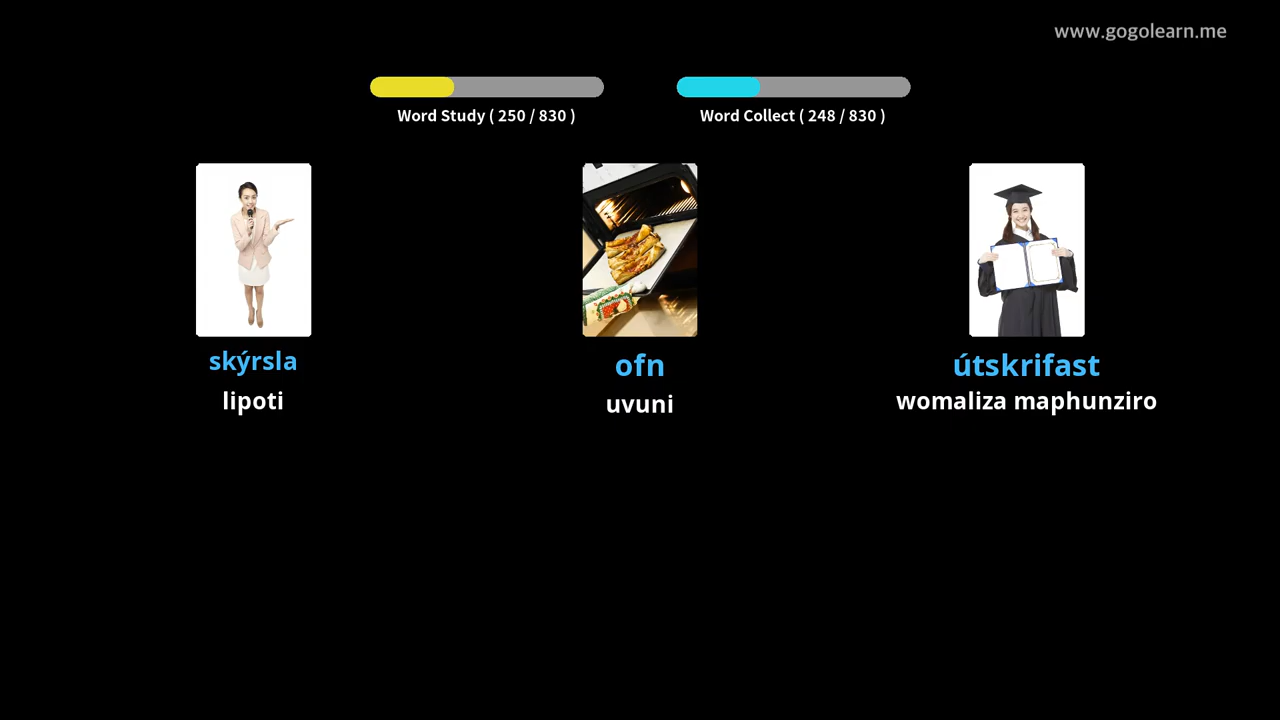 www.gogolearn.me
Word Study ( 250 / 830 )
Word Collect ( 248 / 830 )
skýrsla
lipoti
ofn
uvuni
útskrifast
womaliza maphunziro